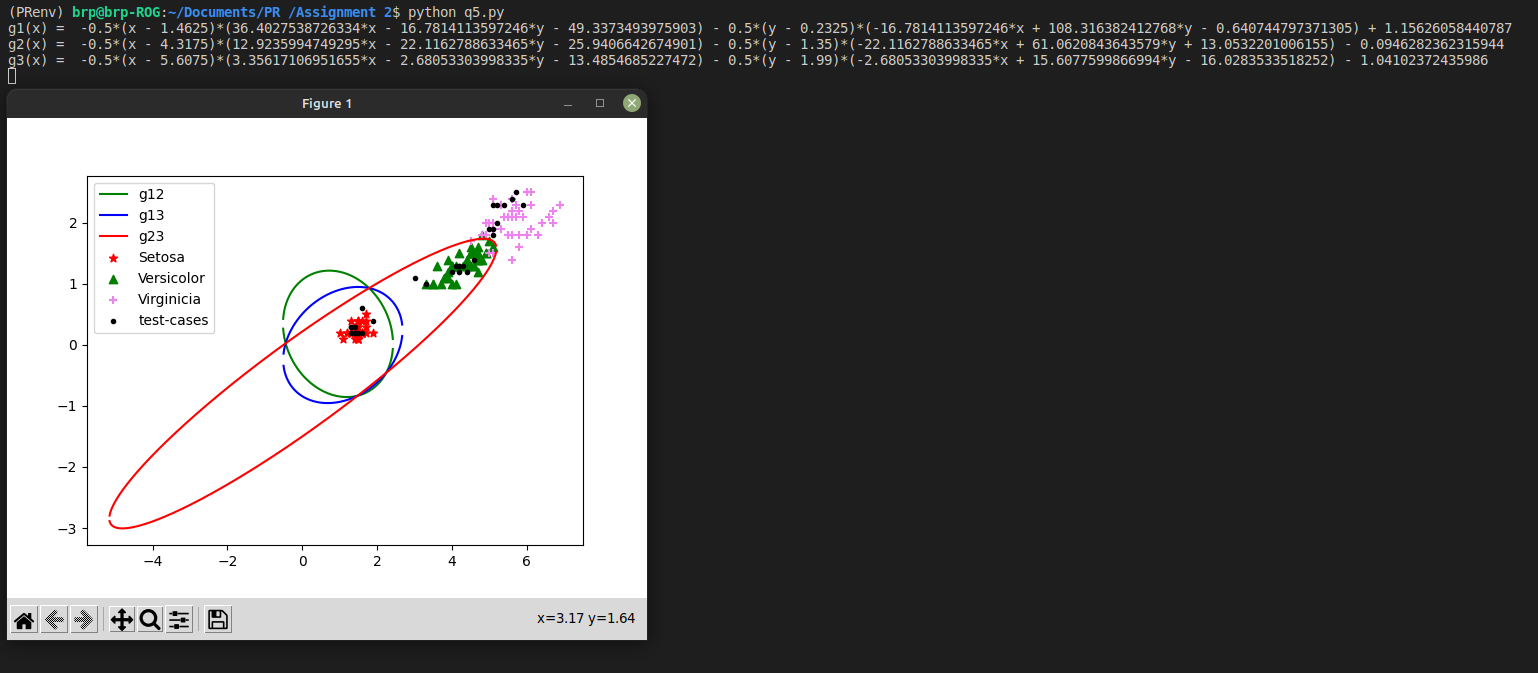 (PRenv) brp@brp-ROG:~/Documents/PR /Assignment 2$ python q5.py
g1(x) =  -0.5*(x - 1.4625)*(36.4027538726334*x - 16.7814113597246*y - 49.3373493975903) - 0.5*(y - 0.2325)*(-16.7814113597246*x + 108.316382412768*y - 0.640744797371305) + 1.15626058440787
g2(x) =  -0.5*(x - 4.3175)*(12.9235994749295*x - 22.1162788633465*y - 25.9406642674901) - 0.5*(y - 1.35)*(-22.1162788633465*x + 61.0620843643579*y + 13.0532201006155) - 0.0946282362315944
g3(x) =  -0.5*(x - 5.6075)*(3.35617106951655*x - 2.68053303998335*y - 13.4854685227472) - 0.5*(y - 1.99)*(-2.68053303998335*x + 15.6077599866994*y - 16.0283533518252) - 1.04102372435986
Figure 1
g12
g13
g23
Setosa
Versicolor
Virginicia
test-cases
2
1
0
−1
−2
−3
−4 −2 0 2 4 6
x=3.17 y=1.64